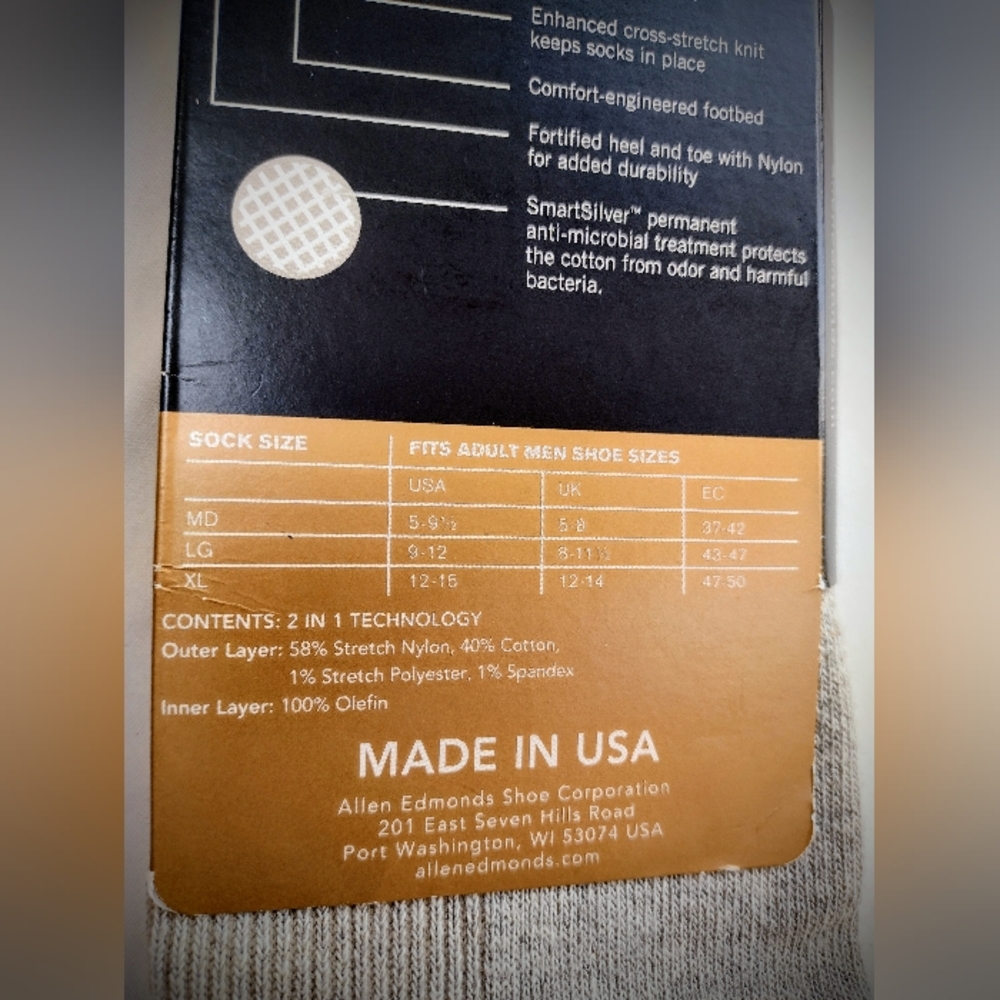 Enhanced cross-stretch knit
keeps socks in place
Comfort-engineered footbed
Fortified heel and toe with Nylon
for added durability
SmartSilver™ permanent
anti-microbial treatment protects
the cotton from odor and harmful
bacteria.
SOCK SIZE FITS ADULT MEN SHOE SIZES
USA UK EC
MD 5-9½ 5-8 37-42
LG 9-12 8-11½ 43-47
XL 12-15 12-14 47-50
CONTENTS: 2 IN 1 TECHNOLOGY
Outer Layer: 58% Stretch Nylon, 40% Cotton,
1% Stretch Polyester, 1% Spandex
Inner Layer: 100% Olefin
MADE IN USA
Allen Edmonds Shoe Corporation
201 East Seven Hills Road
Port Washington, WI 53074 USA
allenedmonds.com